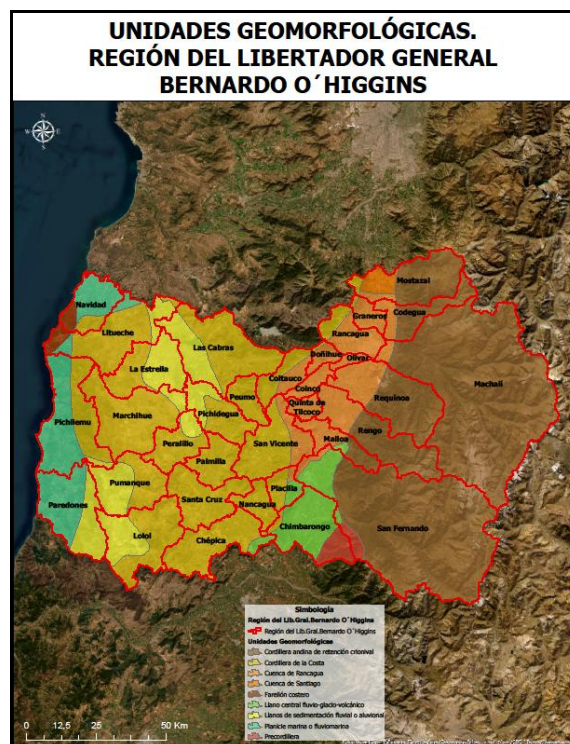 UNIDADES GEOMORFOLÓGICAS.
REGIÓN DEL LIBERTADOR GENERAL
BERNARDO O´HIGGINS
N
W
E
S
Mostazal
Navidad
Codegua
Graneros
Litueche
Rancagua
Las Cabras
Doñihue
Olivar
La Estrella
Coltauco
Machalí
Coinco
Peumo
Requinoa
Quinta de
Tilcoco
Pichidegua
Marchihue
Pichilemu
Rengo
Malloa
Peralillo
San Vicente
Palmilla
Pumanque
Placilla
Paredones
Santa Cruz
Nancagua
San Fernando
Chimbarongo
Lolol
Chépica
Simbología
Región del Lib.Gral.Bernardo O´Higgins
Región del Lib.Gral.Bernardo O´Higgins
Unidades Geomorfológicas
Cordillera andina de retención crionival
Cordillera de la Costa
Cuenca de Rancagua
Cuenca de Santiago
Farellón costero
Llano central fluvio-glacio-volcánico
Llanos de sedimentación fluvial o aluvional
Planicie marina o fluviomarina
Precordillera
0 12,5 25 50 Km